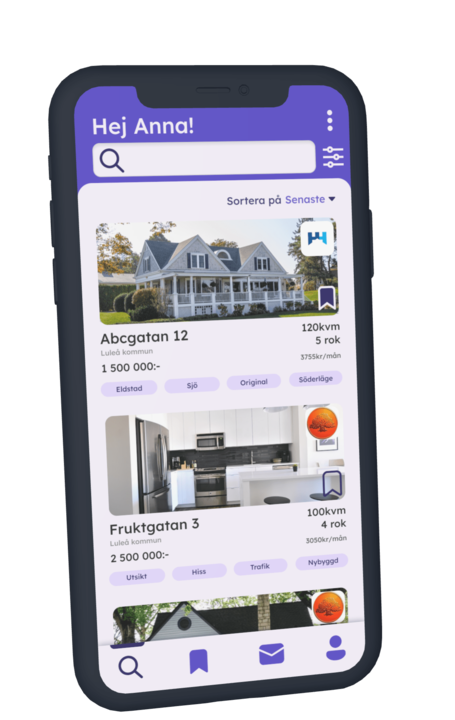 Hej Anna!
Sortera på Senaste
Abcgatan 12
120kvm
Luleå kommun
5 rok
1 500 000:-
3755kr/mån
Eldstad
Sjö
Original
Söderläge
Fruktgatan 3
100kvm
Luleå kommun
4 rok
2 500 000:-
3050kr/mån
Utsikt
Hiss
Trafik
Nybyggd